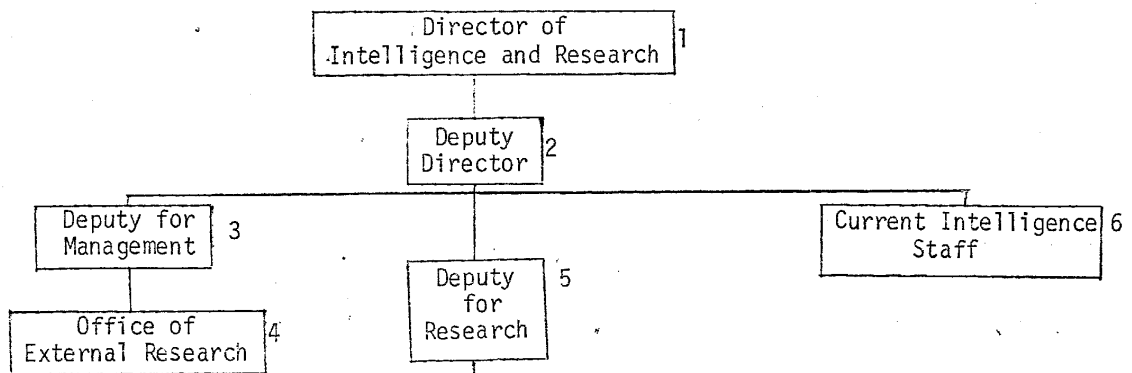 Director of
Intelligence and Research
1
Deputy
Director
2
Deputy for
Management
3
Current Intelligence
Staff
6
Deputy
for
Research
5
Office of
External Research
4